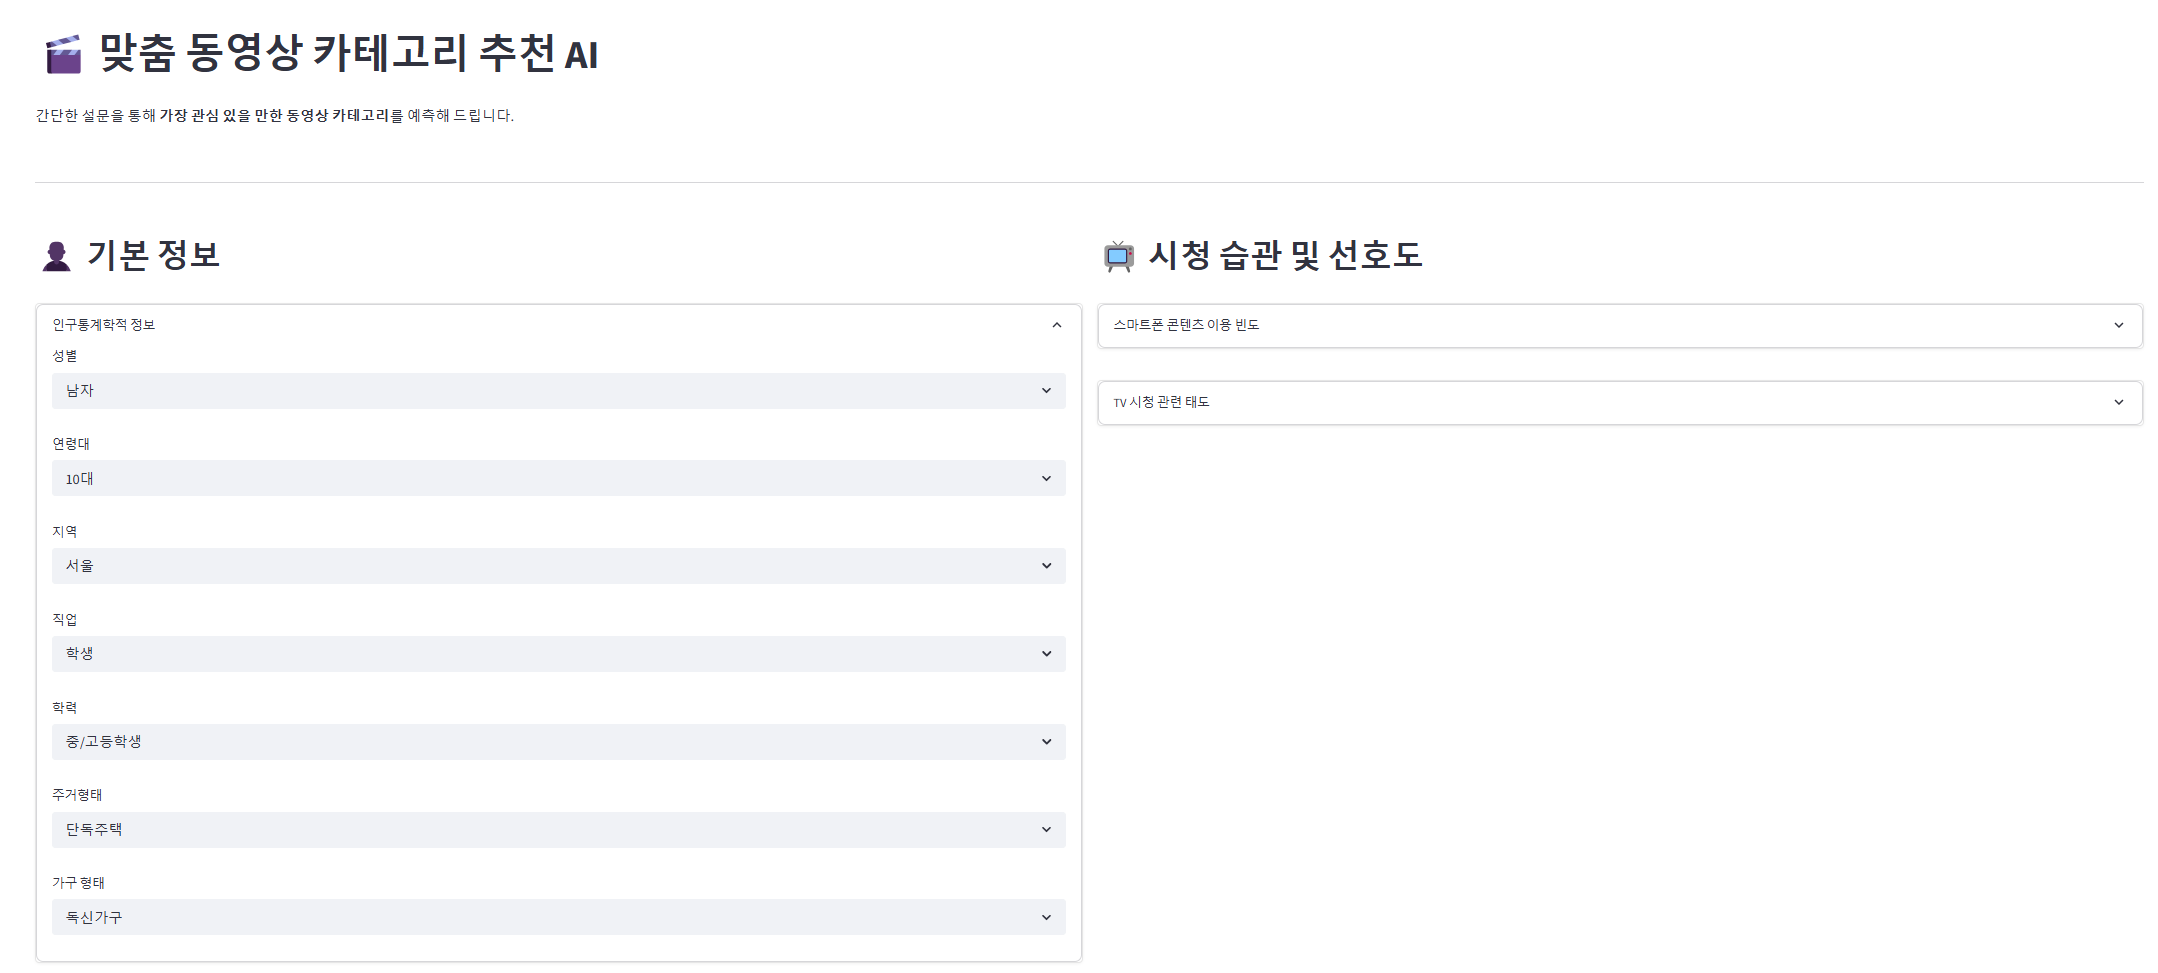 맞춤 동영상 카테고리 추천 AI
간단한 설문을 통해 가장 관심 있을 만한 동영상 카테고리를 예측해 드립니다.
기본 정보
인구통계학적 정보
성별
남자
연령대
10대
지역
서울
직업
학생
학력
중/고등학생
주거형태
단독주택
가구 형태
독신가구
시청 습관 및 선호도
스마트폰 콘텐츠 이용 빈도
TV 시청 관련 태도